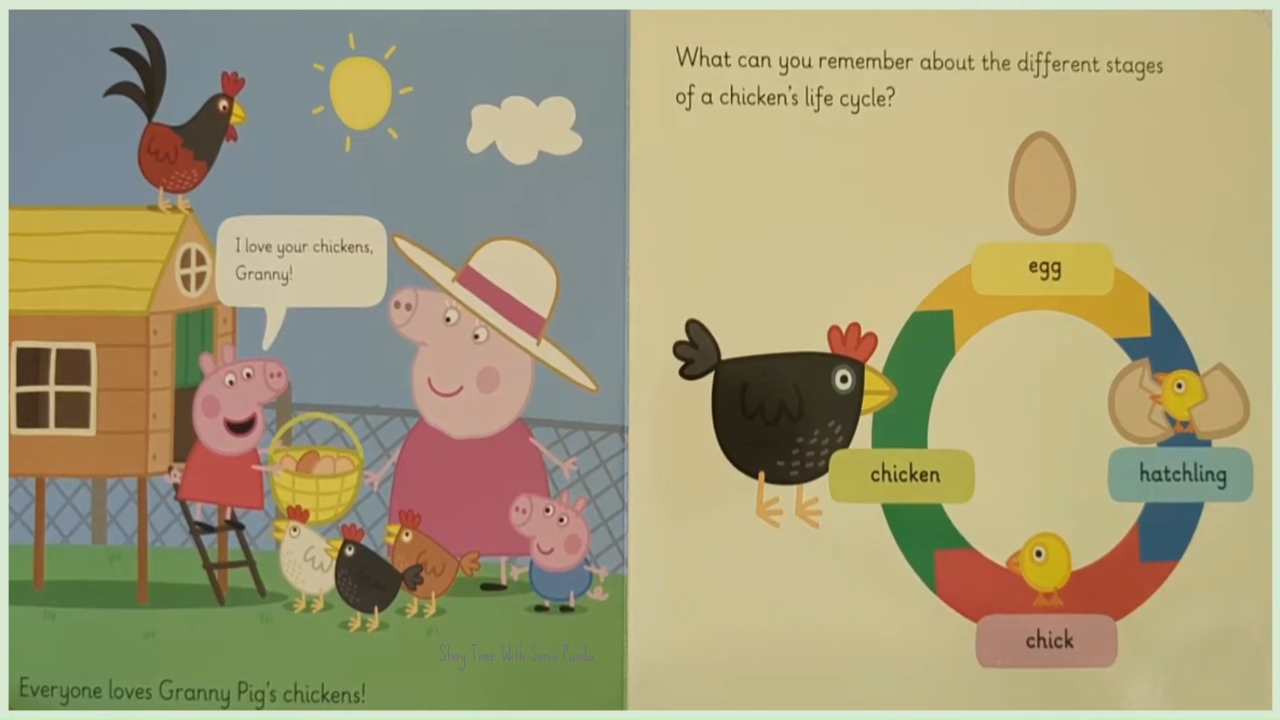 I love your chickens,
Granny!
Everyone loves Granny Pig's chickens!
Story Time With Soma Panda
What can you remember about the different stages
of a chicken's life cycle?
egg
chicken
hatchling
chick